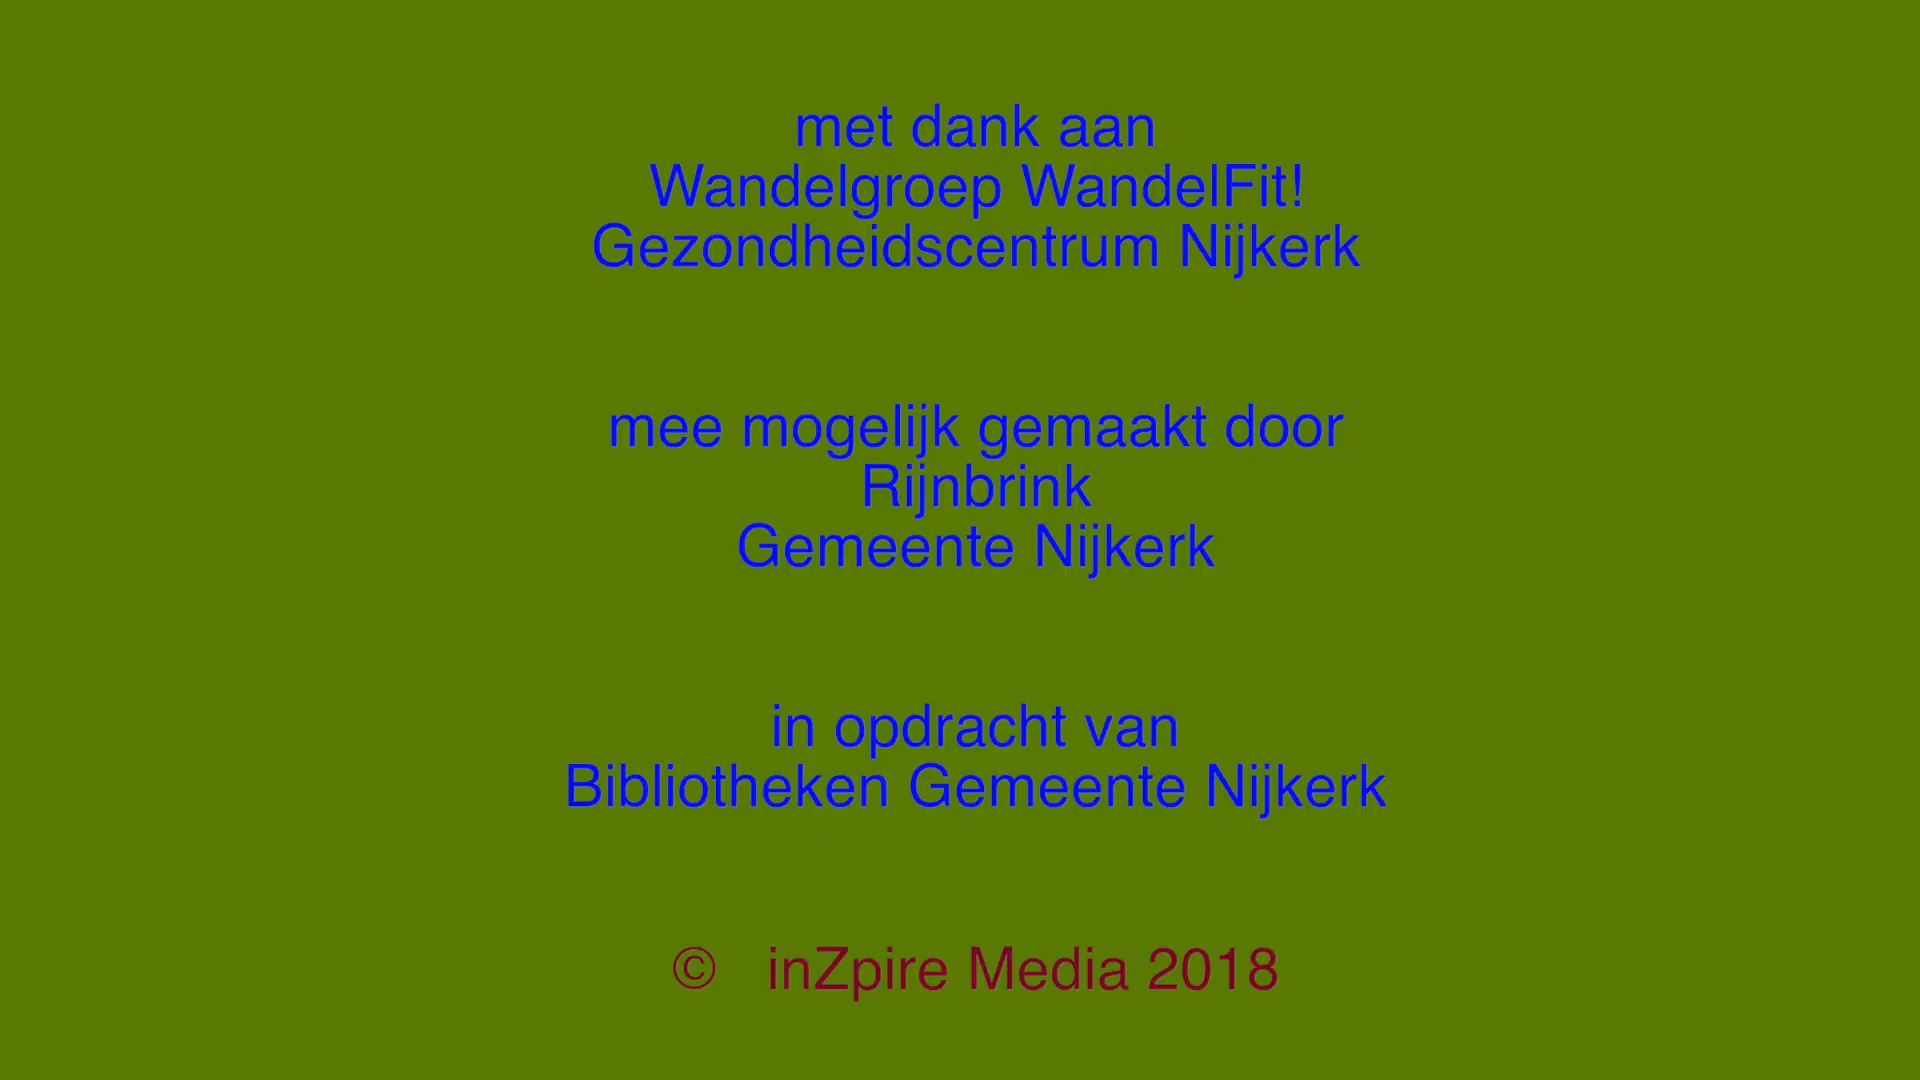 met dank aan
Wandelgroep WandelFit!
Gezondheidscentrum Nijkerk
mee mogelijk gemaakt door
Rijnbrink
Gemeente Nijkerk
in opdracht van
Bibliotheken Gemeente Nijkerk
© inZpire Media 2018